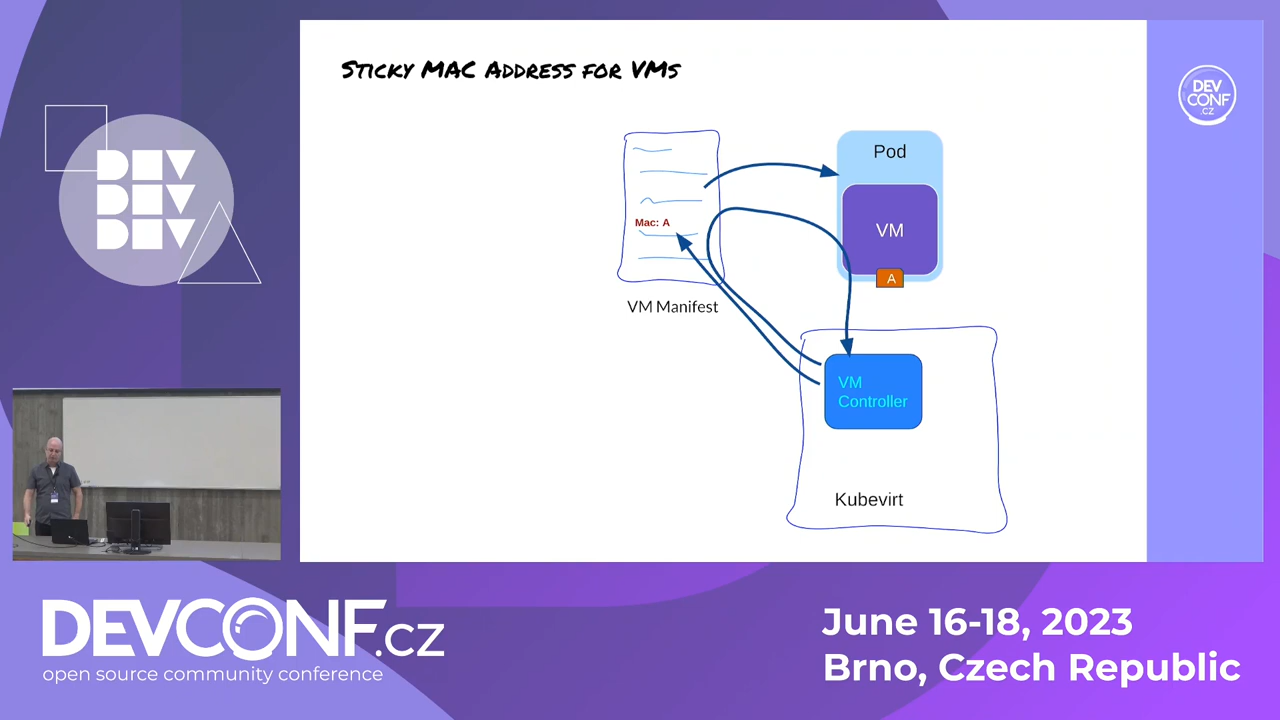 Sticky MAC Address for VMs
DEV
CONF
.CZ
DEV
DEV
DEV
Pod
VM
Mac: A
A
VM Manifest
VM
Controller
Kubevirt
DEVCONF.cz
open source community conference
June 16-18, 2023
Brno, Czech Republic